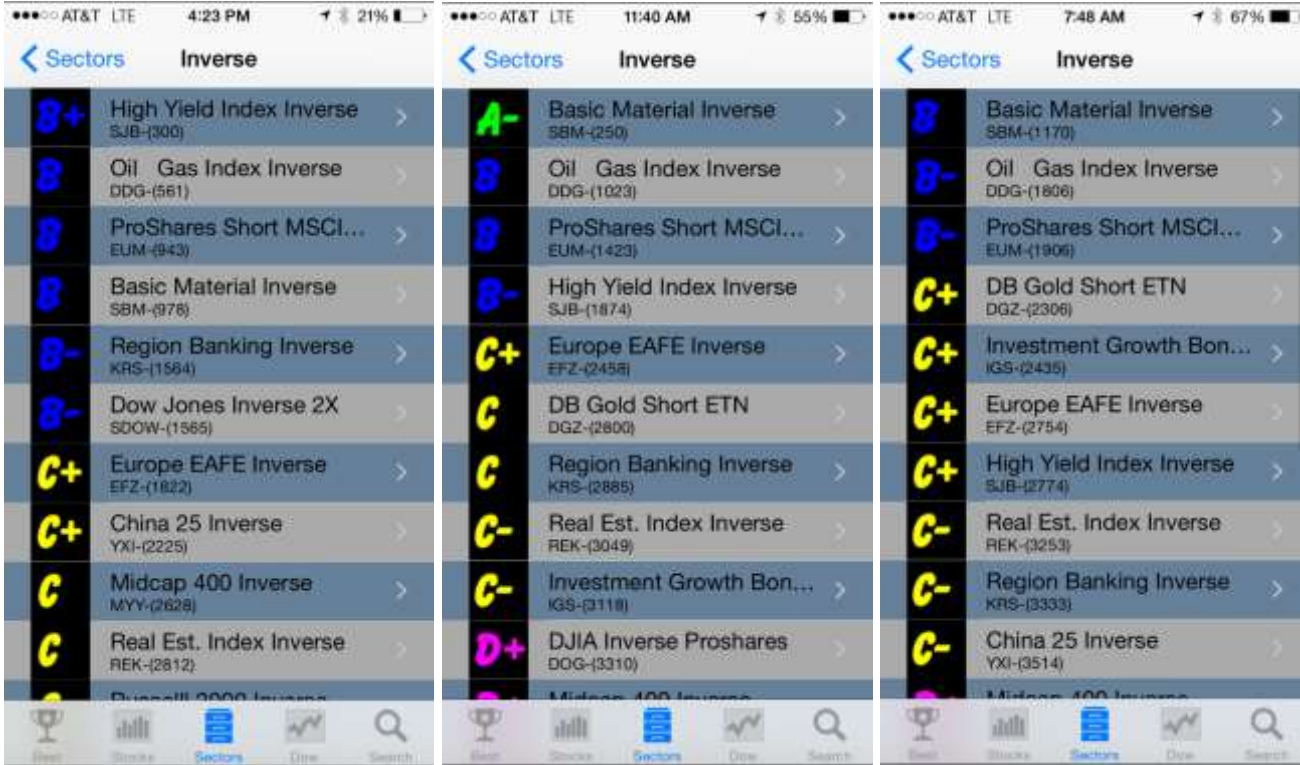 AT&T LTE 4:23 PM 21%
Sectors Inverse
B+ High Yield Index Inverse
SJB-(300)
B Oil Gas Index Inverse
DDG-(561)
B ProShares Short MSCI...
EUM-(943)
B Basic Material Inverse
SBM-(978)
B- Region Banking Inverse
KRS-(1564)
B- Dow Jones Inverse 2X
SDOW-(1565)
C+ Europe EAFE Inverse
EFZ-(1822)
C+ China 25 Inverse
YXI-(2225)
C Midcap 400 Inverse
MYY-(2628)
C Real Est. Index Inverse
REK-(2812)
Best Stocks Sectors Dow Search
AT&T LTE 11:40 AM 55%
Sectors Inverse
A- Basic Material Inverse
SBM-(250)
B Oil Gas Index Inverse
DDG-(1023)
B ProShares Short MSCI...
EUM-(1423)
B- High Yield Index Inverse
SJB-(1874)
C+ Europe EAFE Inverse
EFZ-(2458)
C DB Gold Short ETN
DGZ-(2800)
C Region Banking Inverse
KRS-(2885)
C- Real Est. Index Inverse
REK-(3049)
C- Investment Growth Bon...
IGS-(3118)
D+ DJIA Inverse Proshares
DOG-(3310)
Midcap 400 Inverse
Best Stocks Sectors Dow Search
AT&T LTE 7:48 AM 67%
Sectors Inverse
B Basic Material Inverse
SBM-(1170)
B- Oil Gas Index Inverse
DDG-(1806)
B- ProShares Short MSCI...
EUM-(1906)
C+ DB Gold Short ETN
DGZ-(2306)
C+ Investment Growth Bon...
IGS-(2435)
C+ Europe EAFE Inverse
EFZ-(2754)
C+ High Yield Index Inverse
SJB-(2774)
C- Real Est. Index Inverse
REK-(3253)
C- Region Banking Inverse
KRS-(3333)
C- China 25 Inverse
YXI-(3514)
Midcap 400 Inverse
Best Stocks Sectors Dow Search